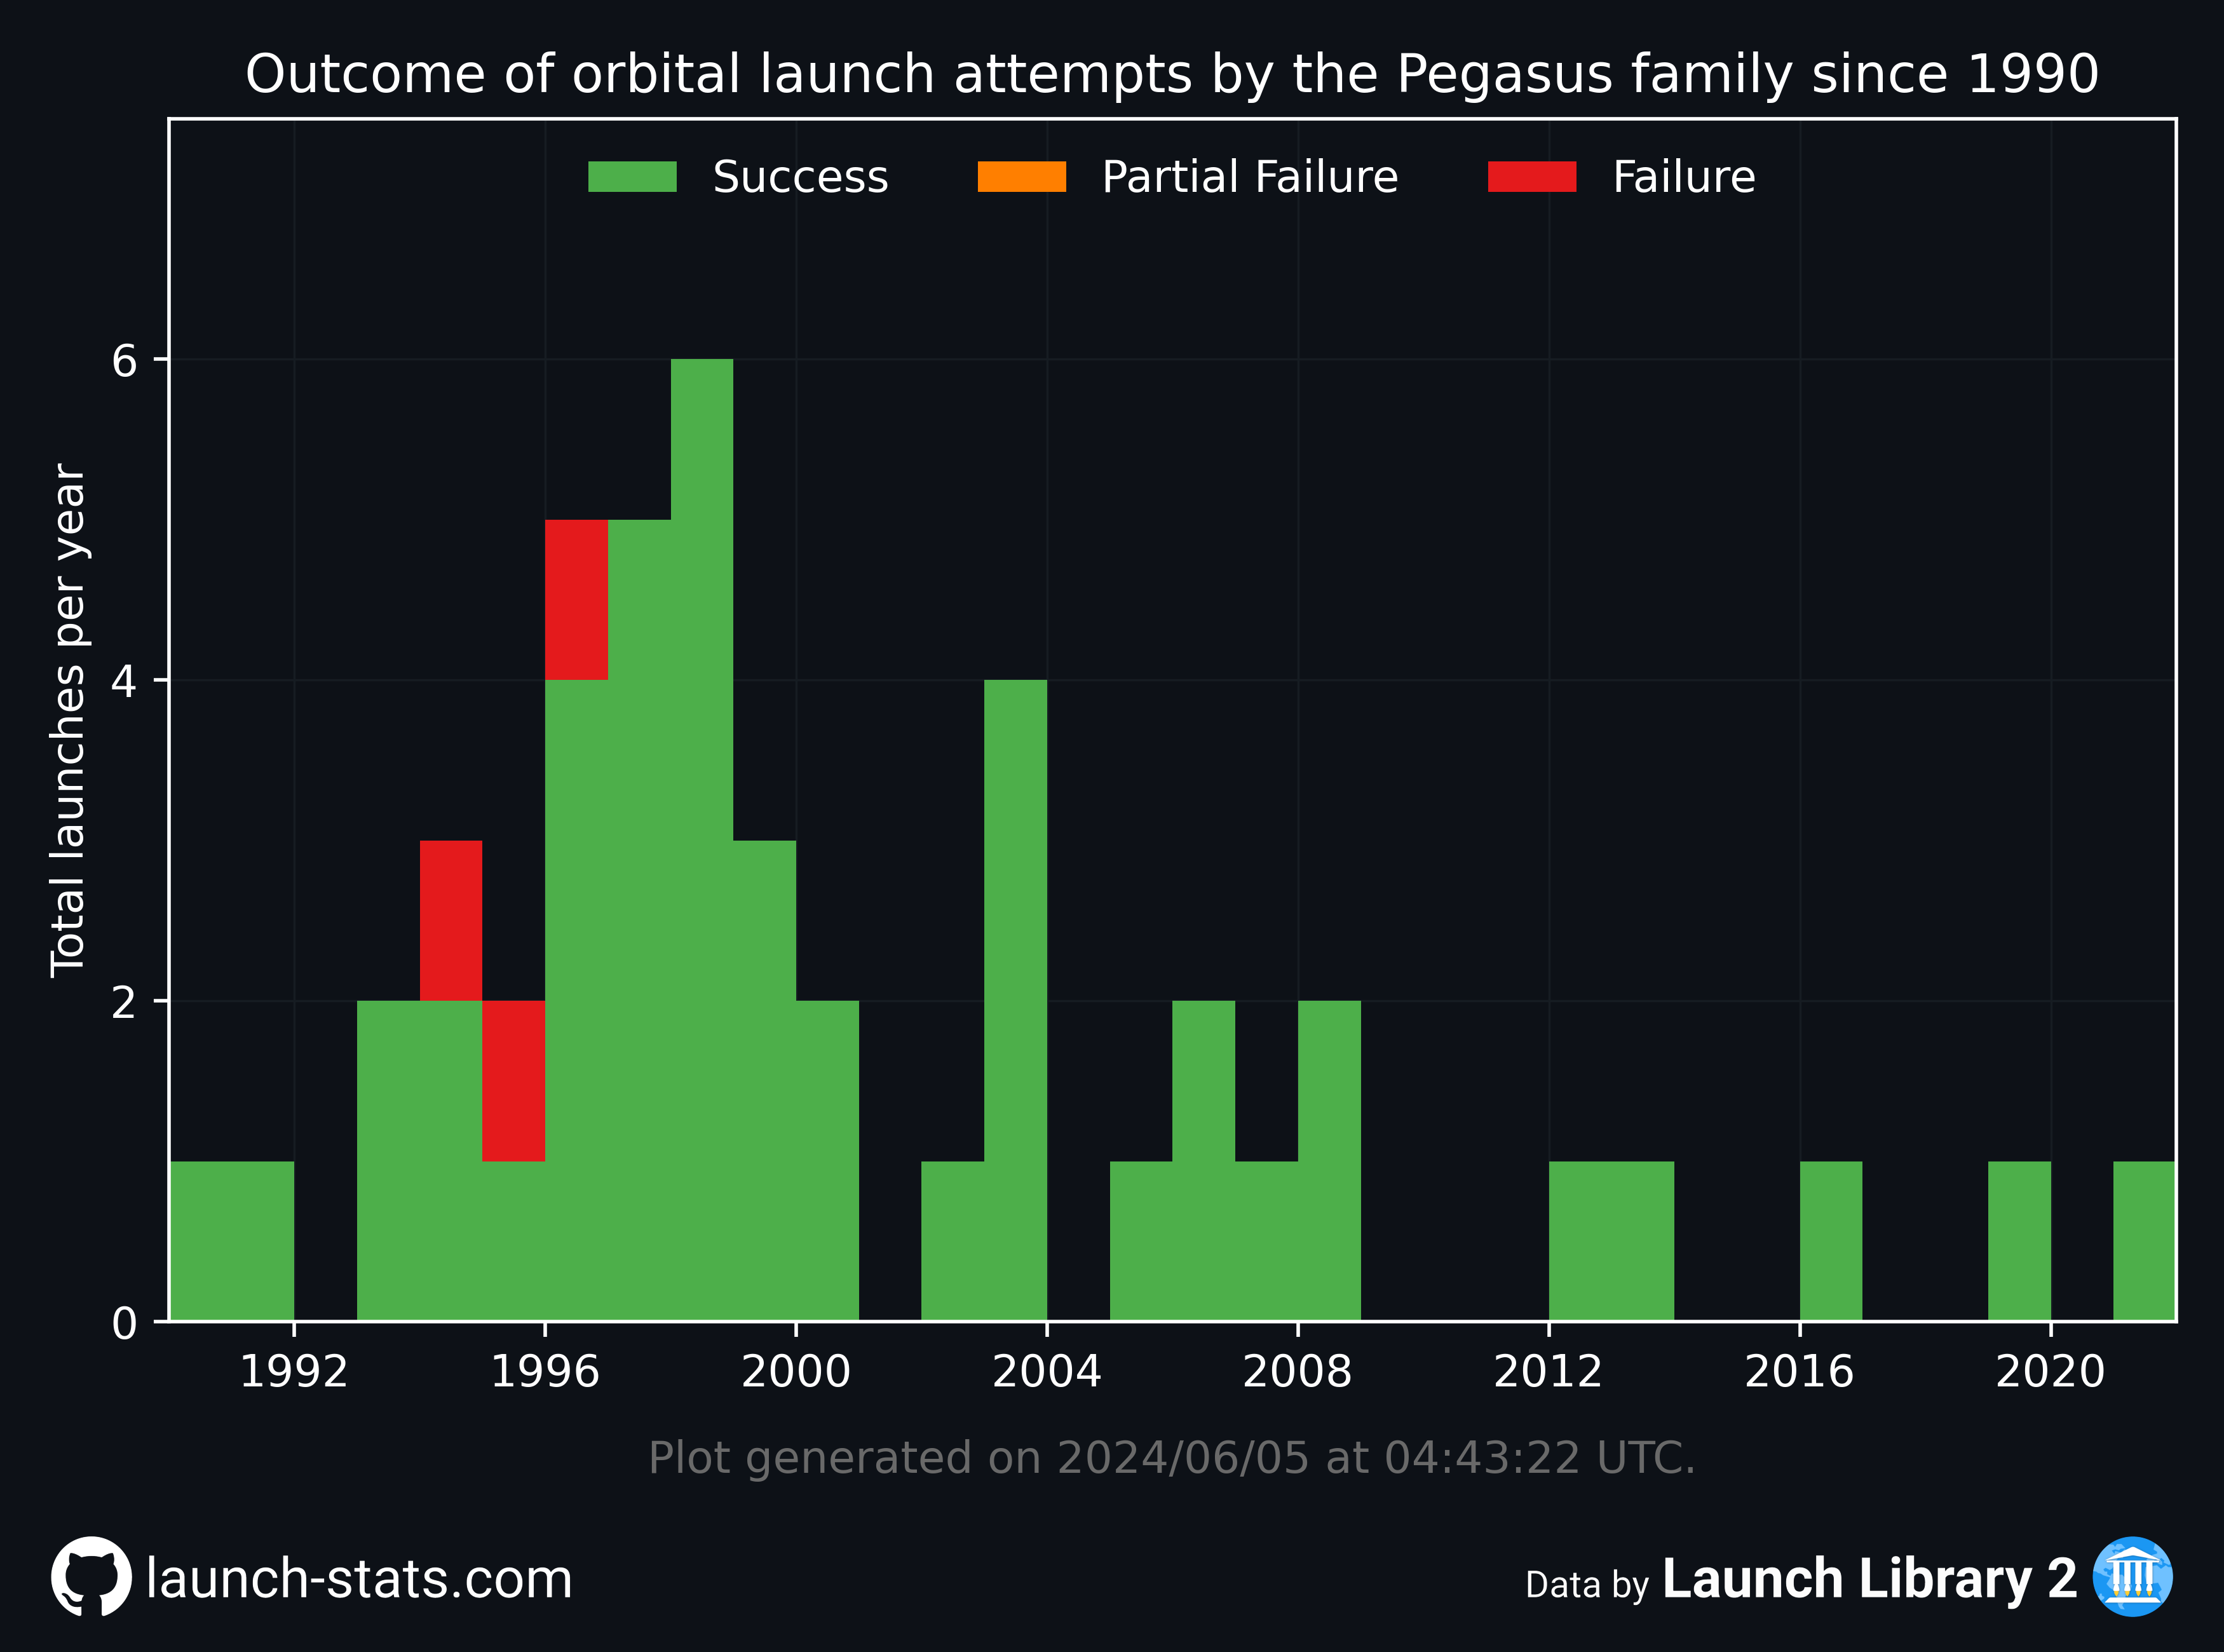 Outcome of orbital launch attempts by the Pegasus family since 1990
Success Partial Failure Failure
Total launches per year
6
4
2
0
1992 1996 2000 2004 2008 2012 2016 2020
Plot generated on 2024/06/05 at 04:43:22 UTC.
launch-stats.com
Data by Launch Library 2